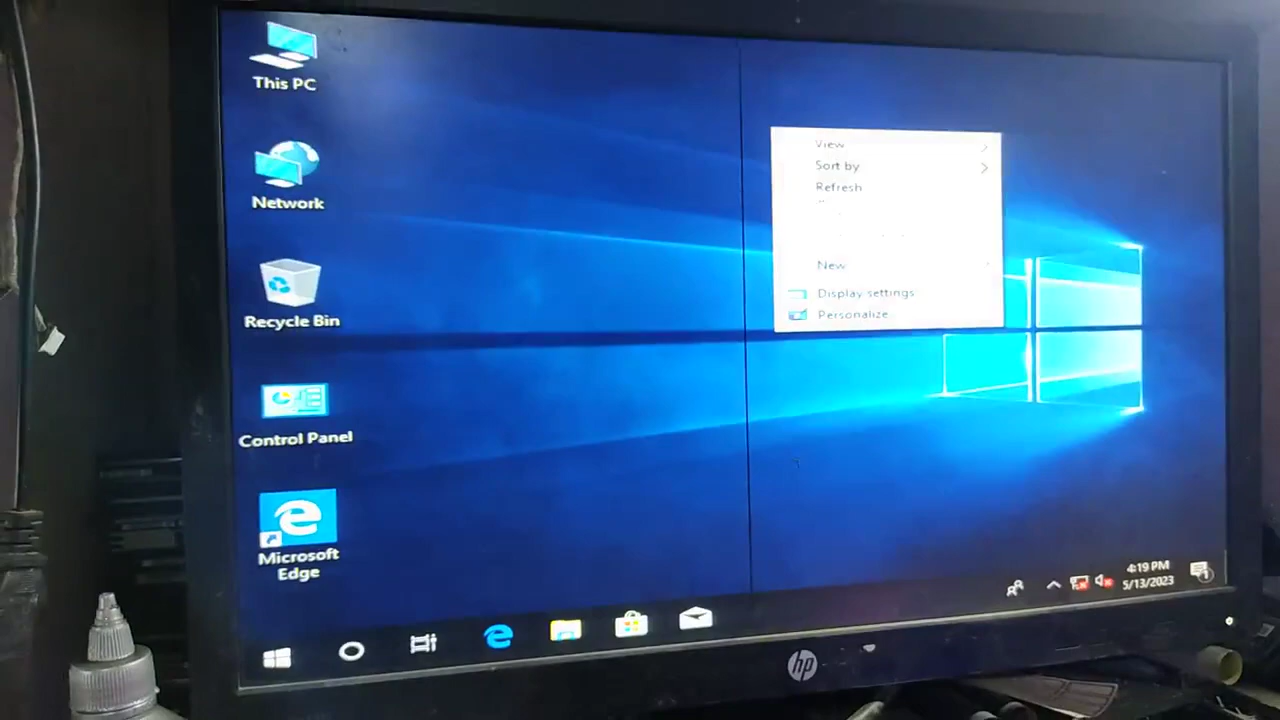 This PC
Network
Recycle Bin
Control Panel
Microsoft
Edge
View
Sort by
Refresh
New
Display settings
Personalize
4:19 PM
5/13/2023
hp